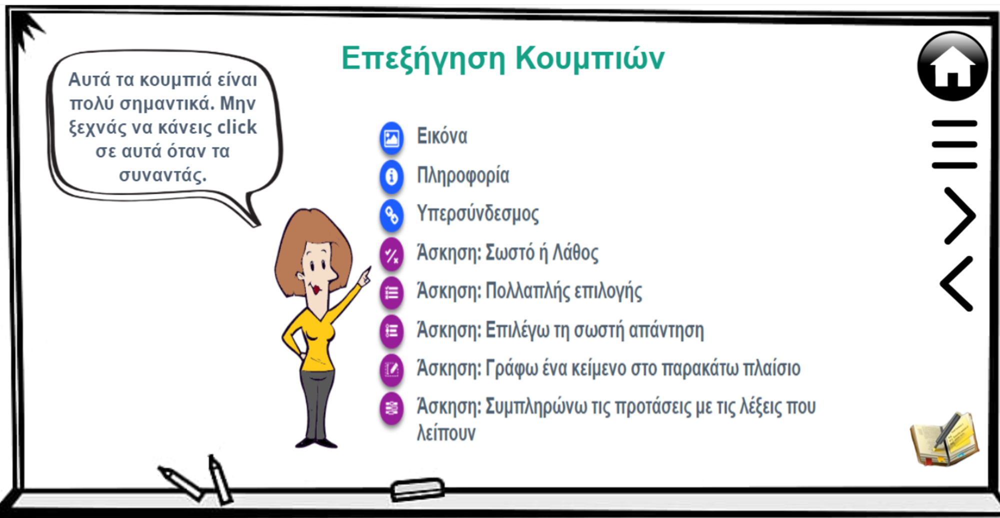 Επεξήγηση Κουμπιών
Αυτά τα κουμπιά είναι
πολύ σημαντικά. Μην
ξεχνάς να κάνεις click
σε αυτά όταν τα
συναντάς.
Εικόνα
Πληροφορία
Υπερσύνδεσμος
Άσκηση: Σωστό ή Λάθος
Άσκηση: Πολλαπλής επιλογής
Άσκηση: Επιλέγω τη σωστή απάντηση
Άσκηση: Γράφω ένα κείμενο στο παρακάτω πλαίσιο
Άσκηση: Συμπληρώνω τις προτάσεις με τις λέξεις που
λείπουν